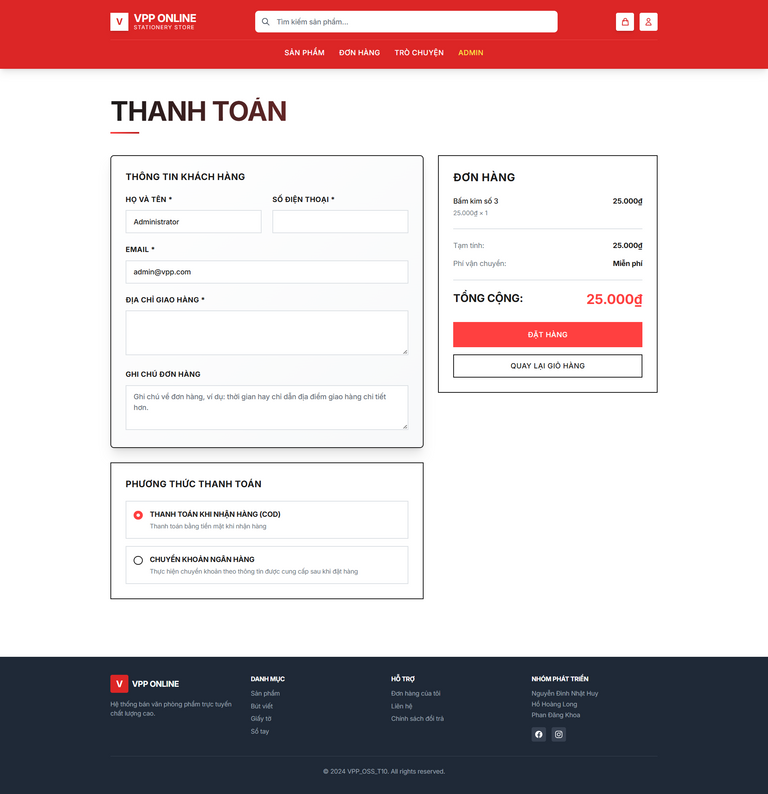 V
VPP ONLINE
STATIONERY STORE
Tìm kiếm sản phẩm...
SẢN PHẨM
ĐƠN HÀNG
TRÒ CHUYỆN
ADMIN
THANH TOÁN
THÔNG TIN KHÁCH HÀNG
HỌ VÀ TÊN *
SỐ ĐIỆN THOẠI *
Administrator
EMAIL *
admin@vpp.com
ĐỊA CHỈ GIAO HÀNG *
GHI CHÚ ĐƠN HÀNG
Ghi chú về đơn hàng, ví dụ: thời gian hay chỉ dẫn địa điểm giao hàng chi tiết
hơn.
PHƯƠNG THỨC THANH TOÁN
THANH TOÁN KHI NHẬN HÀNG (COD)
Thanh toán bằng tiền mặt khi nhận hàng
CHUYỂN KHOẢN NGÂN HÀNG
Thực hiện chuyển khoản theo thông tin được cung cấp sau khi đặt hàng.
ĐƠN HÀNG
Bấm kim số 3
25.000₫
25.000₫ × 1
Tạm tính:
25.000₫
Phí vận chuyển:
Miễn phí
TỔNG CỘNG:
25.000₫
ĐẶT HÀNG
QUAY LẠI GIỎ HÀNG
V
VPP ONLINE
Hệ thống bán văn phòng phẩm trực tuyến
chất lượng cao.
DANH MỤC
Sản phẩm
Bút viết
Giấy tờ
Sổ tay
HỖ TRỢ
Đơn hàng của tôi
Liên hệ
Chính sách đổi trả
NHÓM PHÁT TRIỂN
Nguyễn Đình Nhật Huy
Hồ Hoàng Long
Phan Đăng Khoa
© 2024 VPP_OSS_T10. All rights reserved.